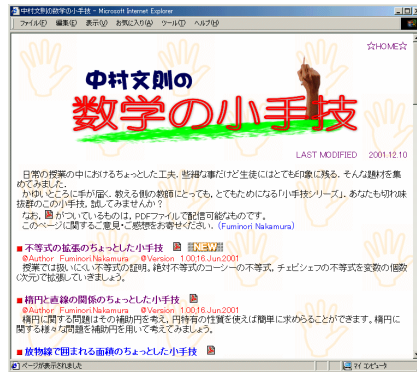 中村文則の数学の小手技 - Microsoft Internet Explorer
ファイル(F) 編集(E) 表示(V) お気に入り(A) ツール(T) ヘルプ(H)
☆HOME☆
中村文則の
数学の小手技
LAST MODIFIED 2001.12.10
日常の授業の中におけるちょっとした工夫．些細な事だけど生徒にはとても印象に残る、そんな題材を集
めてみました．
かゆいところに手が届く、教える側の教師にとっても、とてもためになる「小手技シリーズ」．あなたも切れ味
抜群のこの小手技，試してみませんか？
なお、がついているものは、PDFファイルで配信可能なものです。
このページに関するご意見・ご感想をお寄せください．(Fuminori Nakamura)
■ 不等式の拡張のちょっとした小手技 NEW
@Author Fuminori Nakamura @Version 1.00;16.Jun.2001
授業では扱いにくい不等式の証明。絶対不等式のコーシーの不等式，チェビシェフの不等式を変数の個数
(次元)で拡張していきましょう。
■ 楕円と直線の関係のちょっとした小手技
@Author Fuminori Nakamura @Version 1.00;16.Jun.2001
楕円に関する問題はその補助円を考え，円特有の性質を使えば簡単に求めらることができます。楕円に
関する様々な問題を補助円を用いて考えてみましょう。
■ 放物線で囲まれる面積のちょっとした小手技
ページが表示されました
マイ コンピュータ